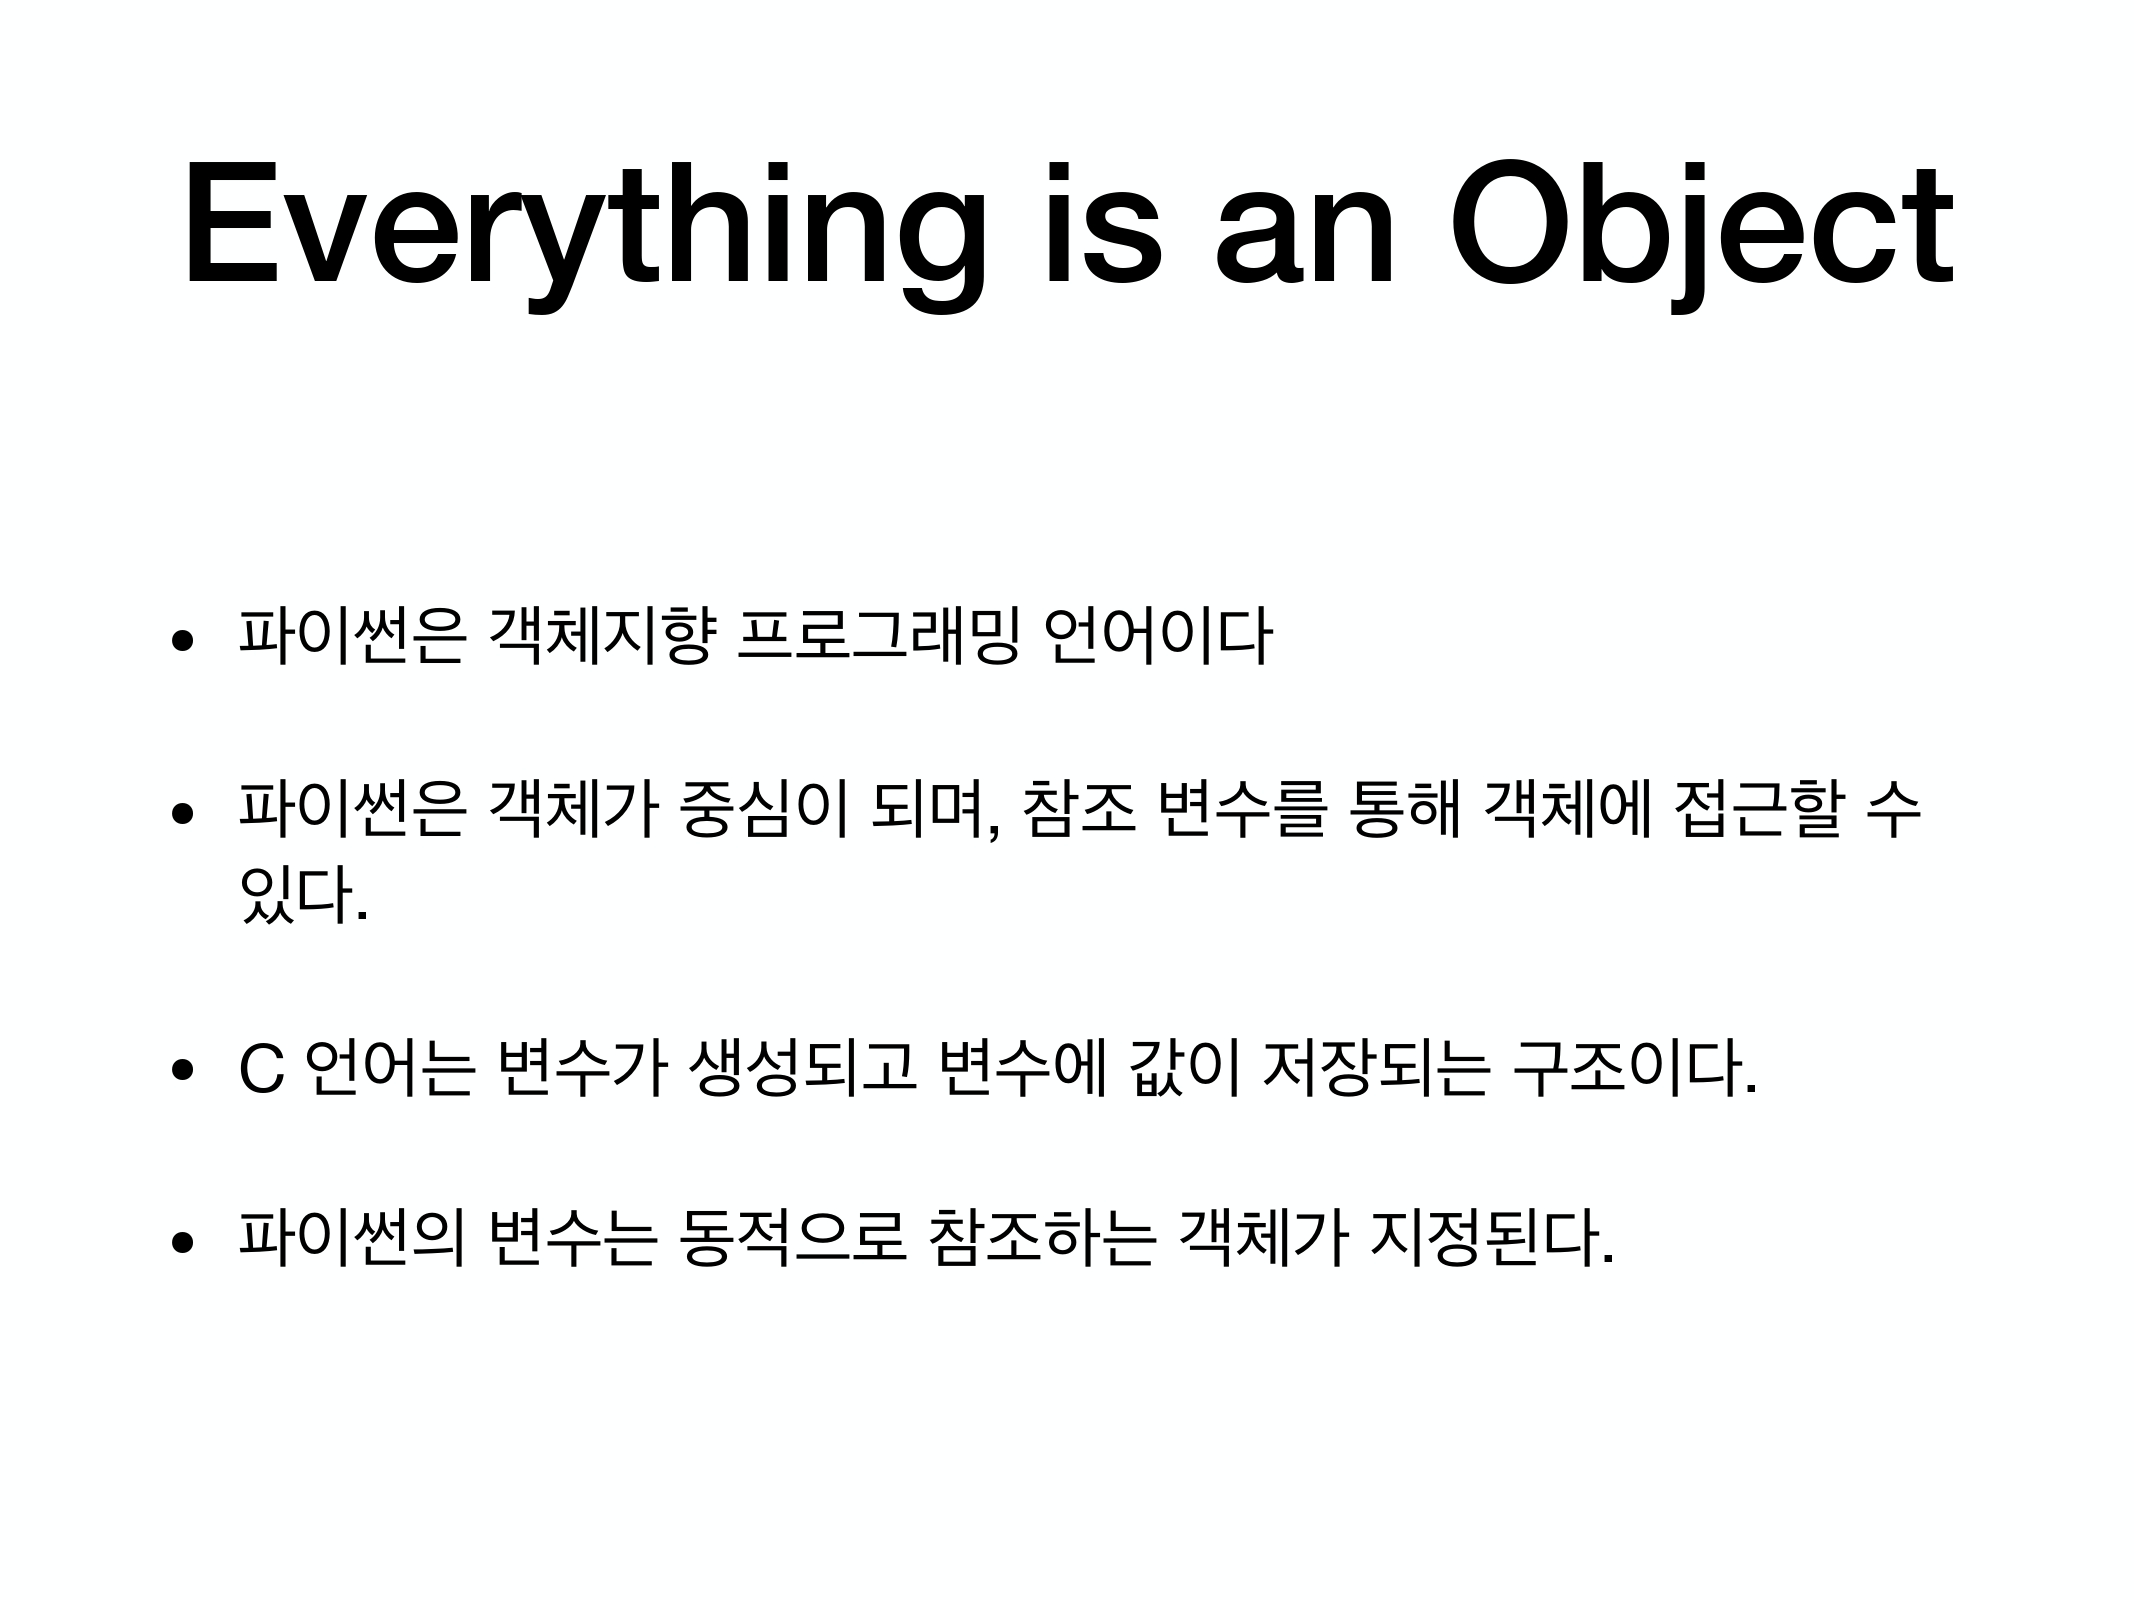 Everything is an Object
• 파이썬은 객체지향 프로그래밍 언어이다
• 파이썬은 객체가 중심이 되며, 참조 변수를 통해 객체에 접근할 수
있다.
• C 언어는 변수가 생성되고 변수에 값이 저장되는 구조이다.
• 파이썬의 변수는 동적으로 참조하는 객체가 지정된다.